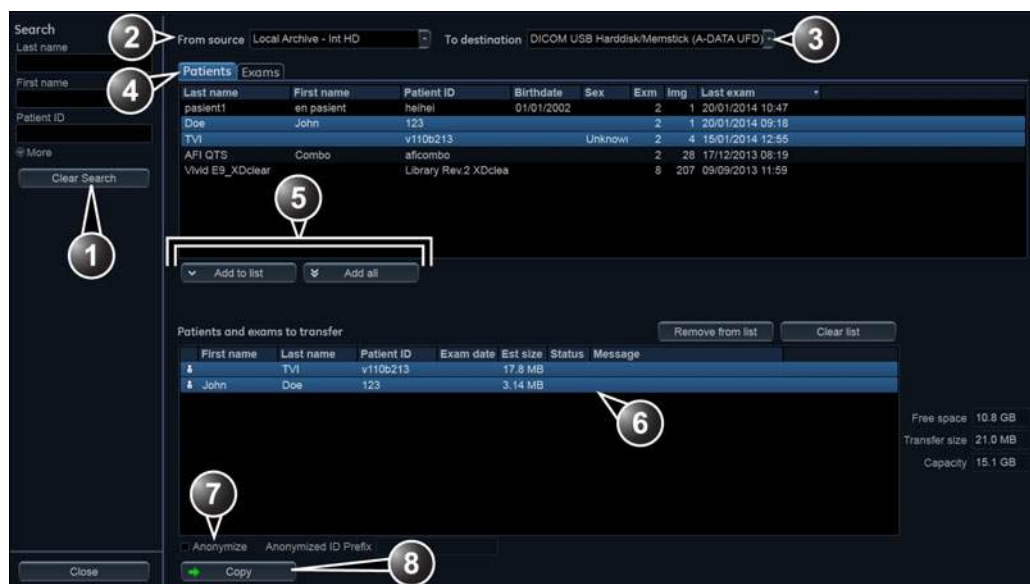 Search
Last name
First name
Patient ID
More
Clear Search
1
2
From source Local Archive - Int HD To destination DICOM USB Harddisk/Memstick (A-DATA UFD)
3
4
Patients Exams
Last name First name Patient ID Birthdate Sex Exm Img Last exam
pasient1 en pasient heihei 01/01/2002 2 1 20/01/2014 10:47
Doe John 123 2 1 20/01/2014 09:18
TVI v110b213 Unknowi 2 4 15/01/2014 12:55
AFI QTS Combo aficombo 2 28 17/12/2013 08:19
Vivid E9_XDclear Library Rev.2 XDclea 8 207 09/09/2013 11:59
5
Add to list Add all
Patients and exams to transfer Remove from list Clear list
First name Last name Patient ID Exam date Est size Status Message
TVI v110b213 17.8 MB
John Doe 123 3.14 MB
6
Free space 10.8 GB
Transfer size 21.0 MB
Capacity 15.1 GB
7
Anonymize Anonymized ID Prefix
8
Close Copy